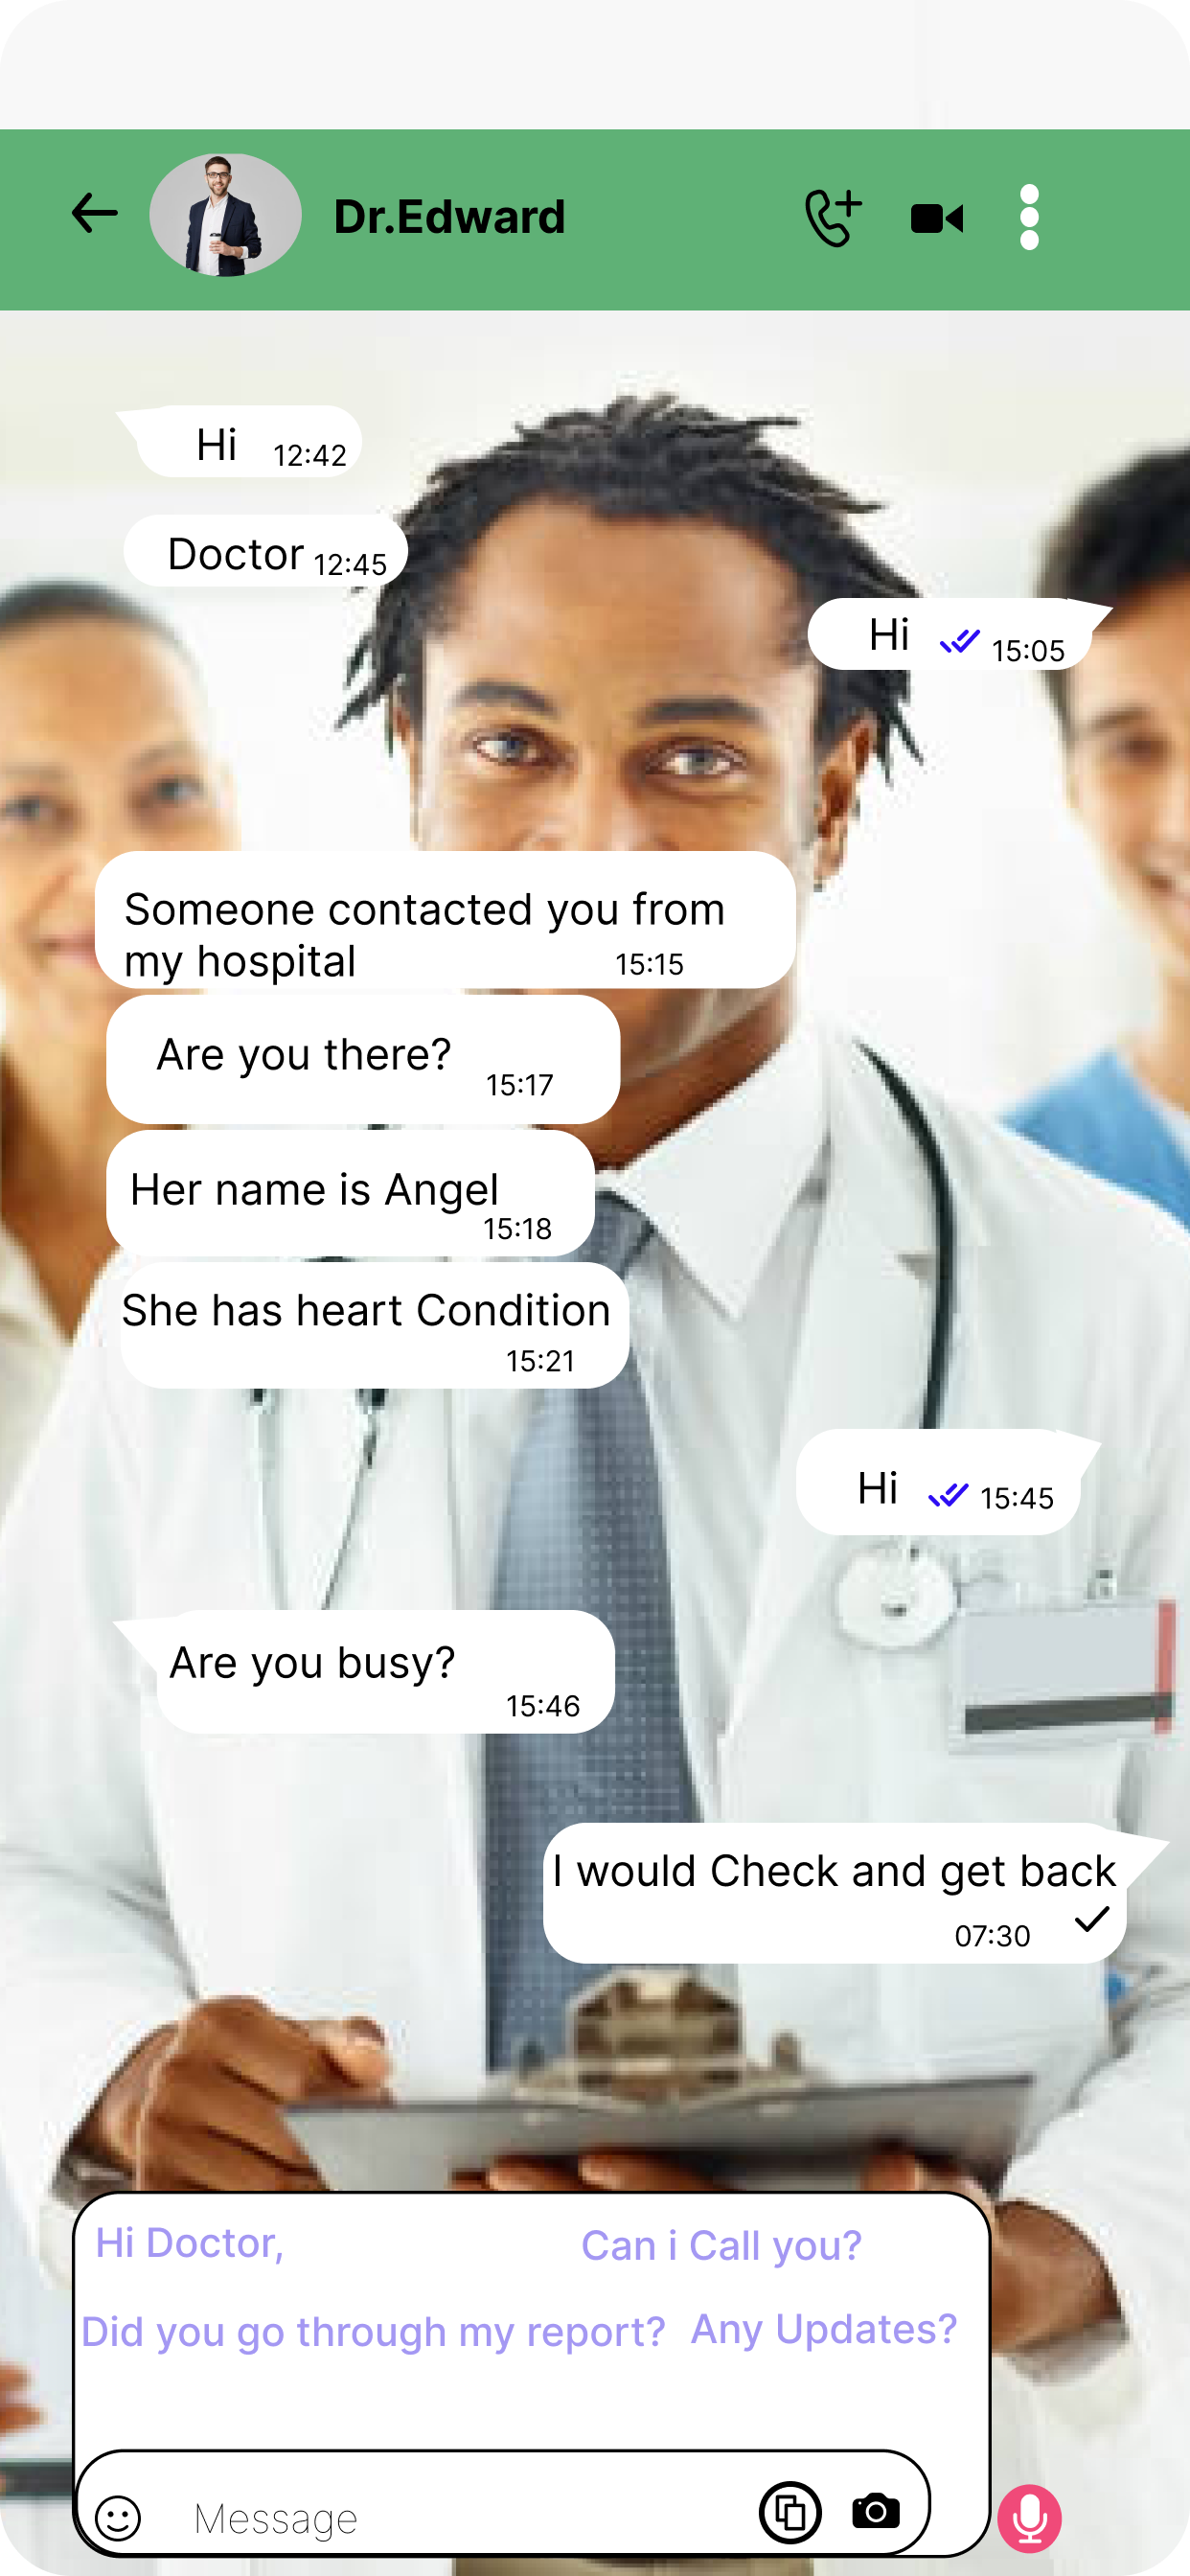 Dr.Edward
Hi 12:42
Doctor 12:45
Hi 15:05
Someone contacted you from
my hospital 15:15
Are you there?
15:17
Her name is Angel
15:18
She has heart Condition
15:21
Hi 15:45
Are you busy?
15:46
I would Check and get back
07:30
Hi Doctor, Can i Call you?
Did you go through my report? Any Updates?
Message